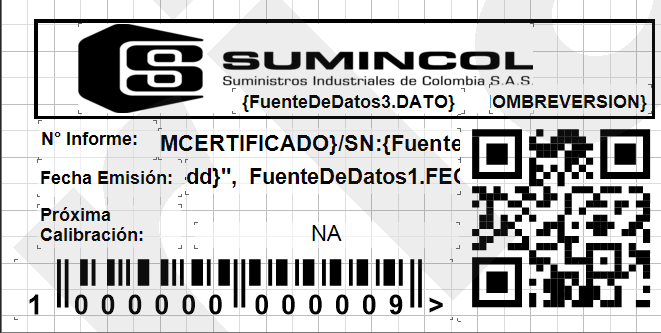 SUMINCOL
Suministros Industriales de Colombia S.A.S.
{FuenteDeDatos3.DATO} OMBREVERSION}
N° Informe: MCERTIFICADO}/SN:{Fuente
Fecha Emisión: dd}", FuenteDeDatos1.FEC
Próxima
Calibración: NA
1 000000 000009 >